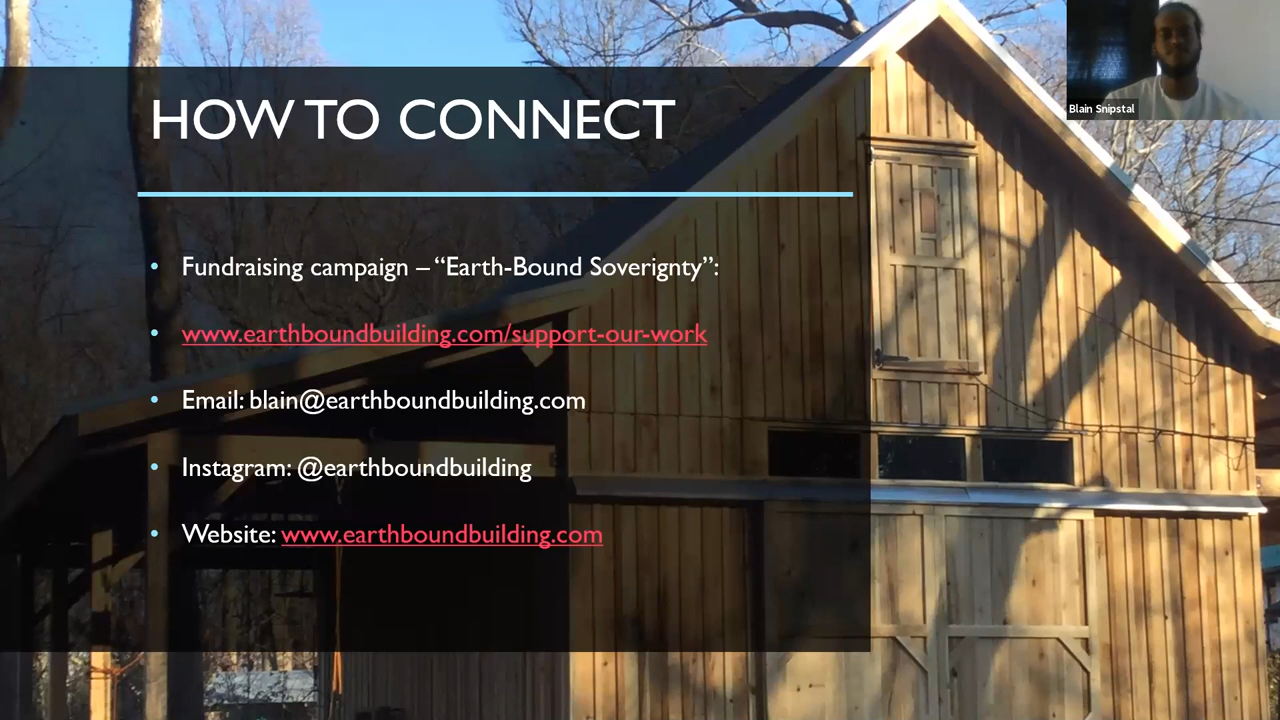 HOW TO CONNECT
Blain Snipstal
• Fundraising campaign – “Earth-Bound Soverignty”:
• www.earthboundbuilding.com/support-our-work
• Email: blain@earthboundbuilding.com
• Instagram: @earthboundbuilding
• Website: www.earthboundbuilding.com